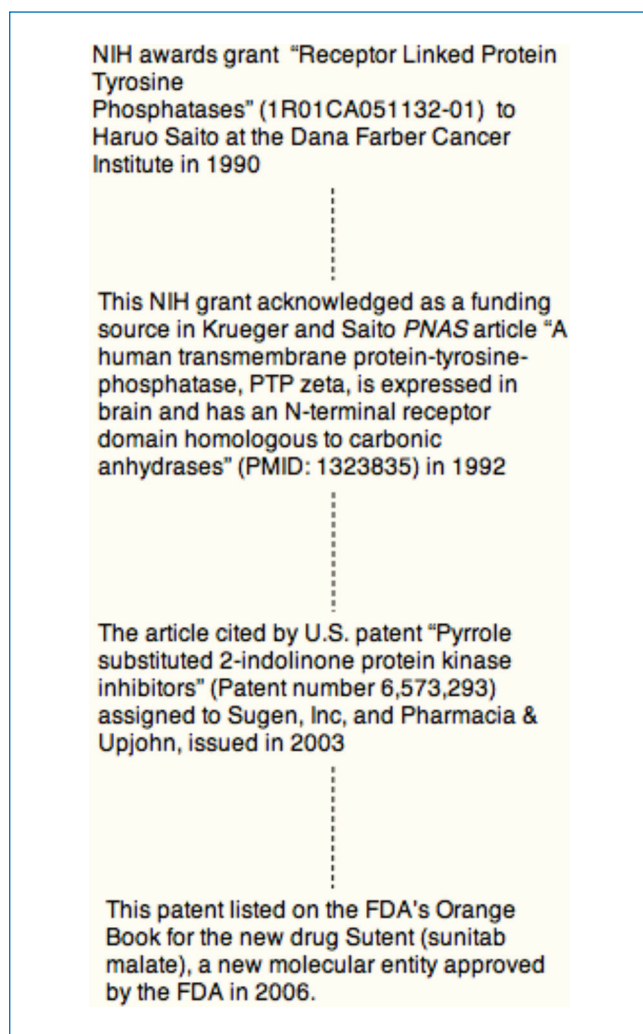 NIH awards grant “Receptor Linked Protein
Tyrosine
Phosphatases” (1R01CA051132-01) to
Haruo Saito at the Dana Farber Cancer
Institute in 1990
This NIH grant acknowledged as a funding
source in Krueger and Saito PNAS article “A
human transmembrane protein-tyrosine-
phosphatase, PTP zeta, is expressed in
brain and has an N-terminal receptor
domain homologous to carbonic
anhydrases” (PMID: 1323835) in 1992
The article cited by U.S. patent “Pyrrole
substituted 2-indolinone protein kinase
inhibitors” (Patent number 6,573,293)
assigned to Sugen, Inc, and Pharmacia &
Upjohn, issued in 2003
This patent listed on the FDA's Orange
Book for the new drug Sutent (sunitab
malate), a new molecular entity approved
by the FDA in 2006.